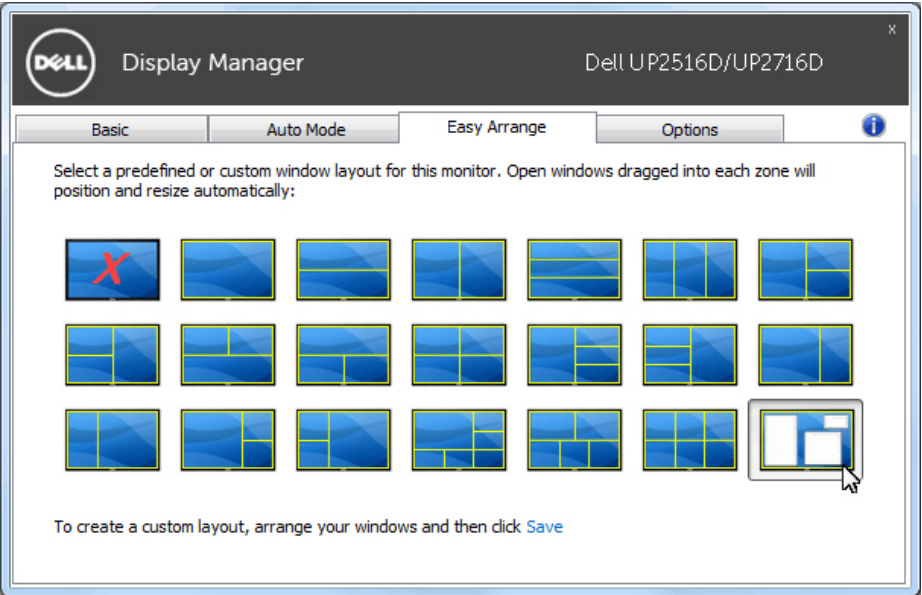 DELL
Display Manager
Dell UP2516D/UP2716D
x
Basic
Auto Mode
Easy Arrange
Options
i
Select a predefined or custom window layout for this monitor. Open windows dragged into each zone will
position and resize automatically:
X
To create a custom layout, arrange your windows and then click Save